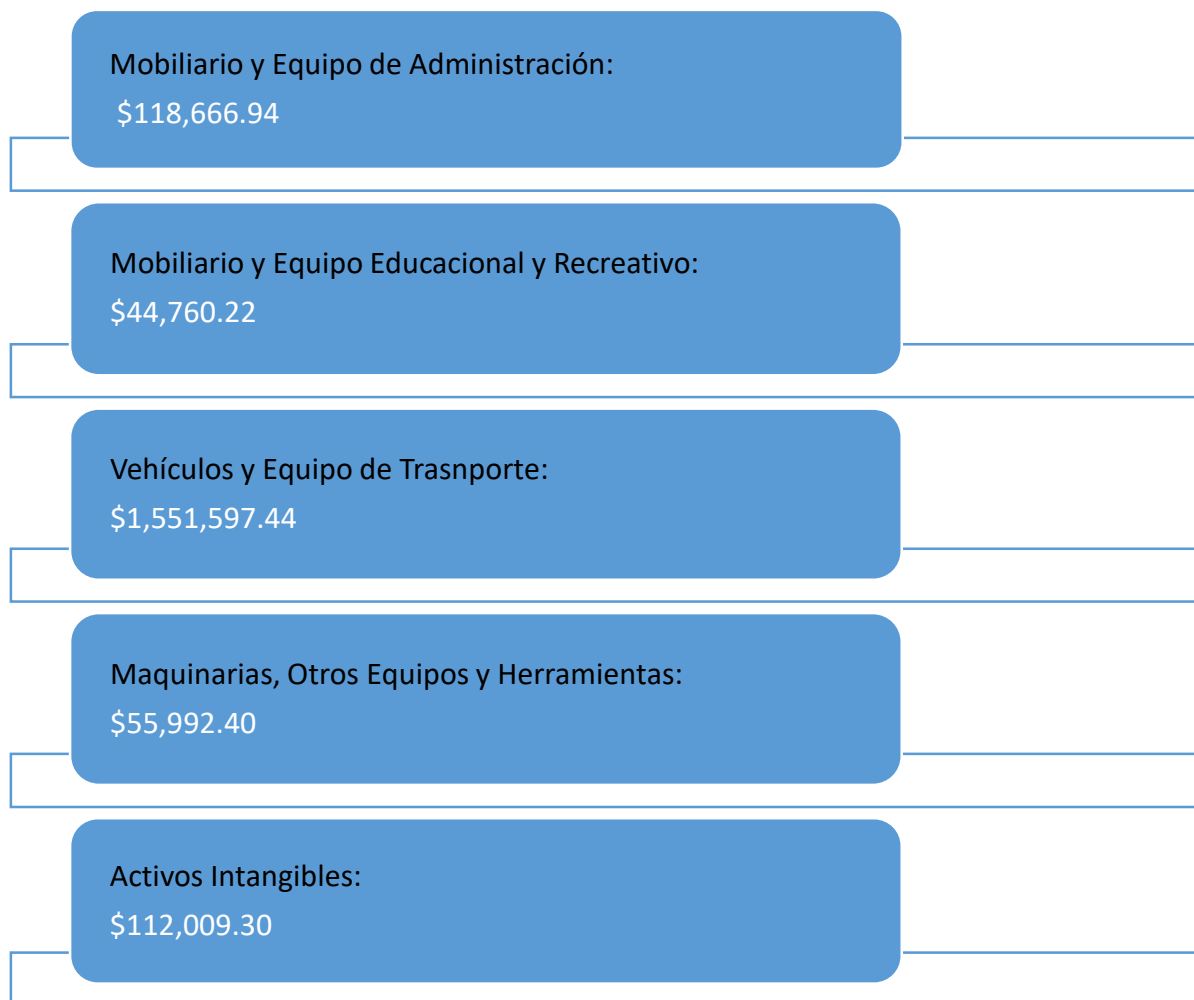 Mobiliario y Equipo de Administración:
$118,666.94
Mobiliario y Equipo Educacional y Recreativo:
$44,760.22
Vehículos y Equipo de Trasnporte:
$1,551,597.44
Maquinarias, Otros Equipos y Herramientas:
$55,992.40
Activos Intangibles:
$112,009.30